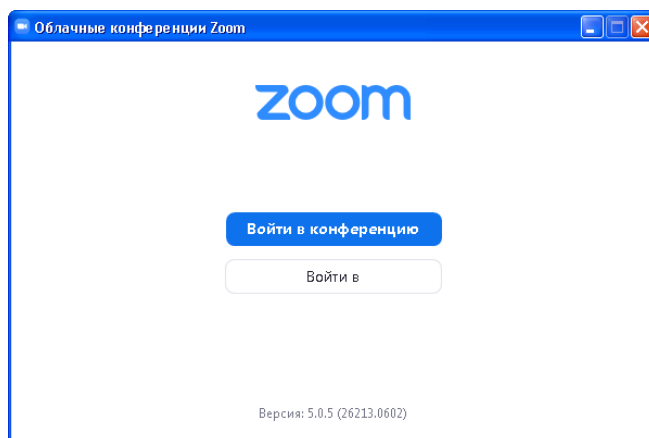 Облачные конференции Zoom
zoom
Войти в конференцию
Войти в
Версия: 5.0.5 (26213.0602)